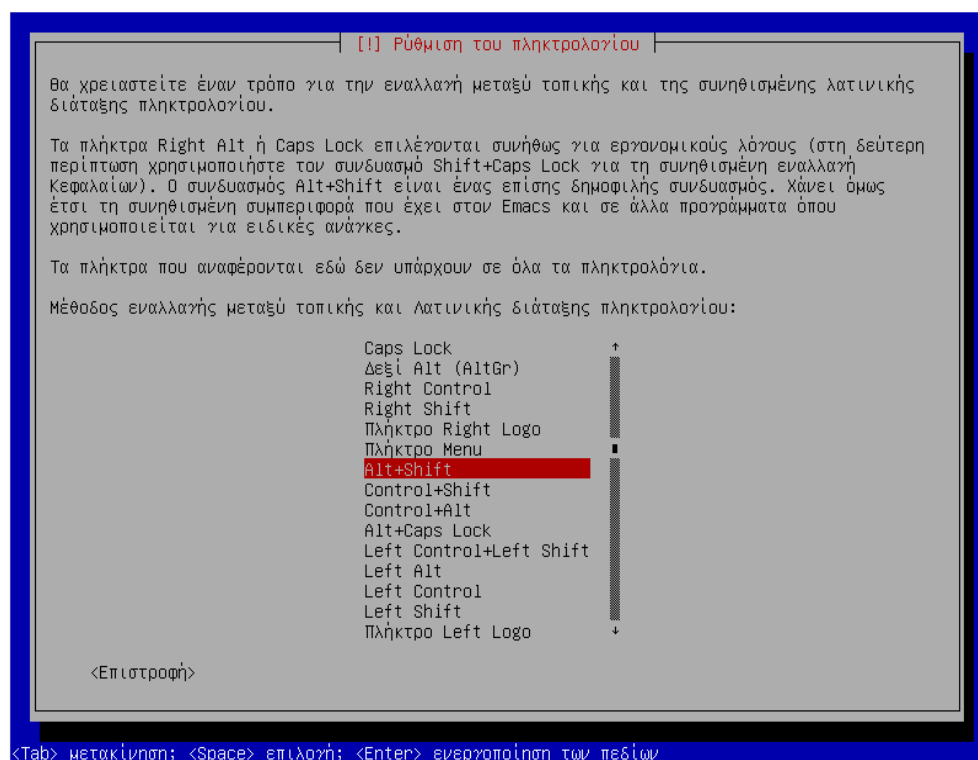 [!] Ρύθμιση του πληκτρολογίου
Θα χρειαστείτε έναν τρόπο για την εναλλαγή μεταξύ τοπικής και της συνηθισμένης λατινικής
διάταξης πληκτρολογίου.
Τα πλήκτρα Right Alt ή Caps Lock επιλέγονται συνήθως για εργονομικούς λόγους (στη δεύτερη
περίπτωση χρησιμοποιήστε τον συνδυασμό Shift+Caps Lock για τη συνηθισμένη εναλλαγή
Κεφαλαίων). Ο συνδυασμός Alt+Shift είναι ένας επίσης δημοφιλής συνδυασμός. Χάνει όμως
έτσι τη συνηθισμένη συμπεριφορά που έχει στον Emacs και σε άλλα προγράμματα όπου
χρησιμοποιείται για ειδικές ανάγκες.
Τα πλήκτρα που αναφέρονται εδώ δεν υπάρχουν σε όλα τα πληκτρολόγια.
Μέθοδος εναλλαγής μεταξύ τοπικής και Λατινικής διάταξης πληκτρολογίου:
Caps Lock
Δεξί Alt (AltGr)
Right Control
Right Shift
Πλήκτρο Right Logo
Πλήκτρο Menu
Alt+Shift
Control+Shift
Control+Alt
Alt+Caps Lock
Left Control+Left Shift
Left Alt
Left Control
Left Shift
Πλήκτρο Left Logo
<Επιστροφή>
<Tab> μετακίνηση; <Space> επιλογή; <Enter> ενεργοποίηση των πεδίων